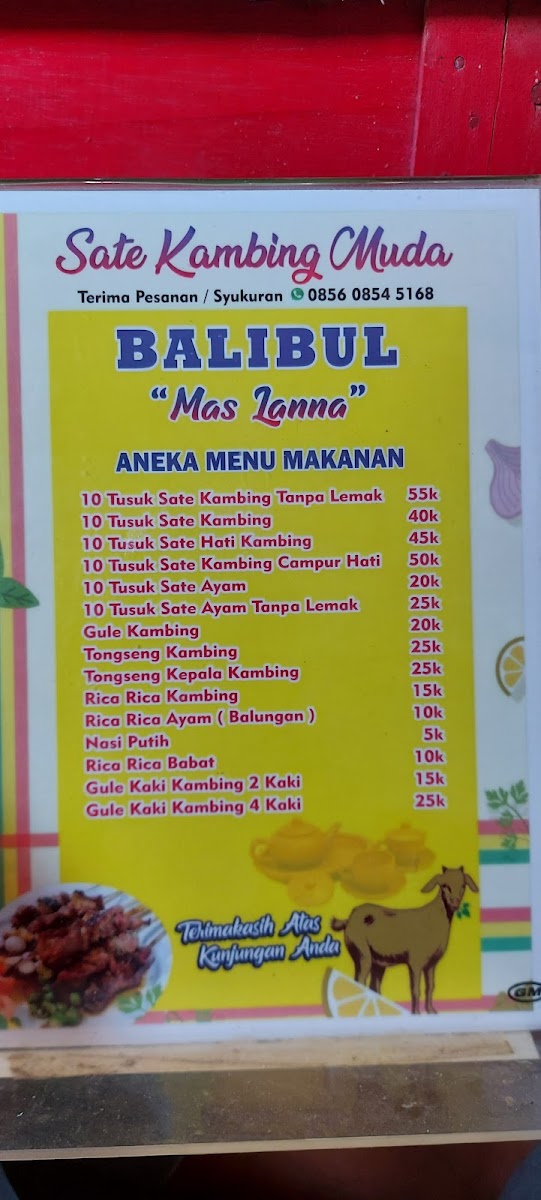 Sate Kambing Muda
Terima Pesanan / Syukuran 0856 0854 5168
BALIBUL
"Mas Lanna"
ANEKA MENU MAKANAN
10 Tusuk Sate Kambing Tanpa Lemak 55k
10 Tusuk Sate Kambing 40k
10 Tusuk Sate Hati Kambing 45k
10 Tusuk Sate Kambing Campur Hati 50k
10 Tusuk Sate Ayam 20k
10 Tusuk Sate Ayam Tanpa Lemak 25k
Gule Kambing 20k
Tongseng Kambing 25k
Tongseng Kepala Kambing 25k
Rica Rica Kambing 15k
Rica Rica Ayam ( Balungan ) 10k
Nasi Putih 5k
Rica Rica Babat 10k
Gule Kaki Kambing 2 Kaki 15k
Gule Kaki Kambing 4 Kaki 25k
Terimakasih Atas
Kunjungan Anda
GM